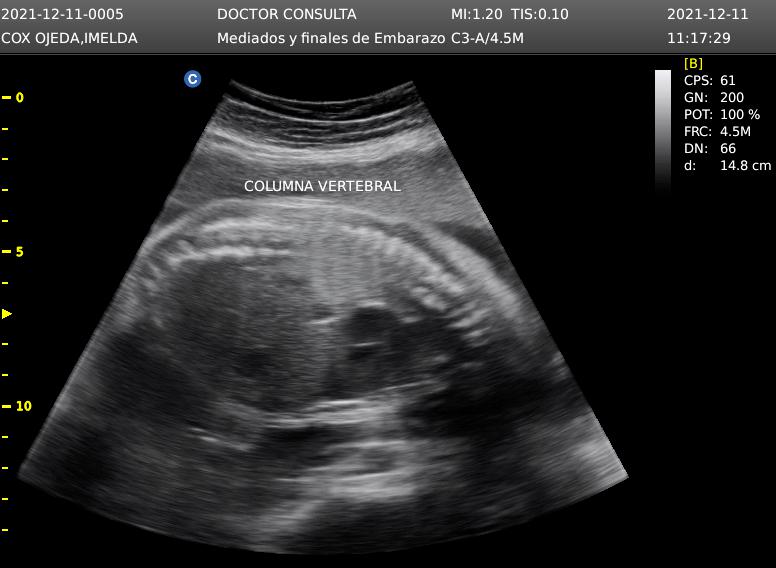 2021-12-11-0005 DOCTOR CONSULTA MI:1.20 TIS:0.10 2021-12-11
COX OJEDA,IMELDA Mediados y finales de Embarazo C3-A/4.5M 11:17:29
[B]
C
CPS: 61
0
GN: 200
POT: 100 %
FRC: 4.5M
DN: 66
d: 14.8 cm
COLUMNA VERTEBRAL
5
10